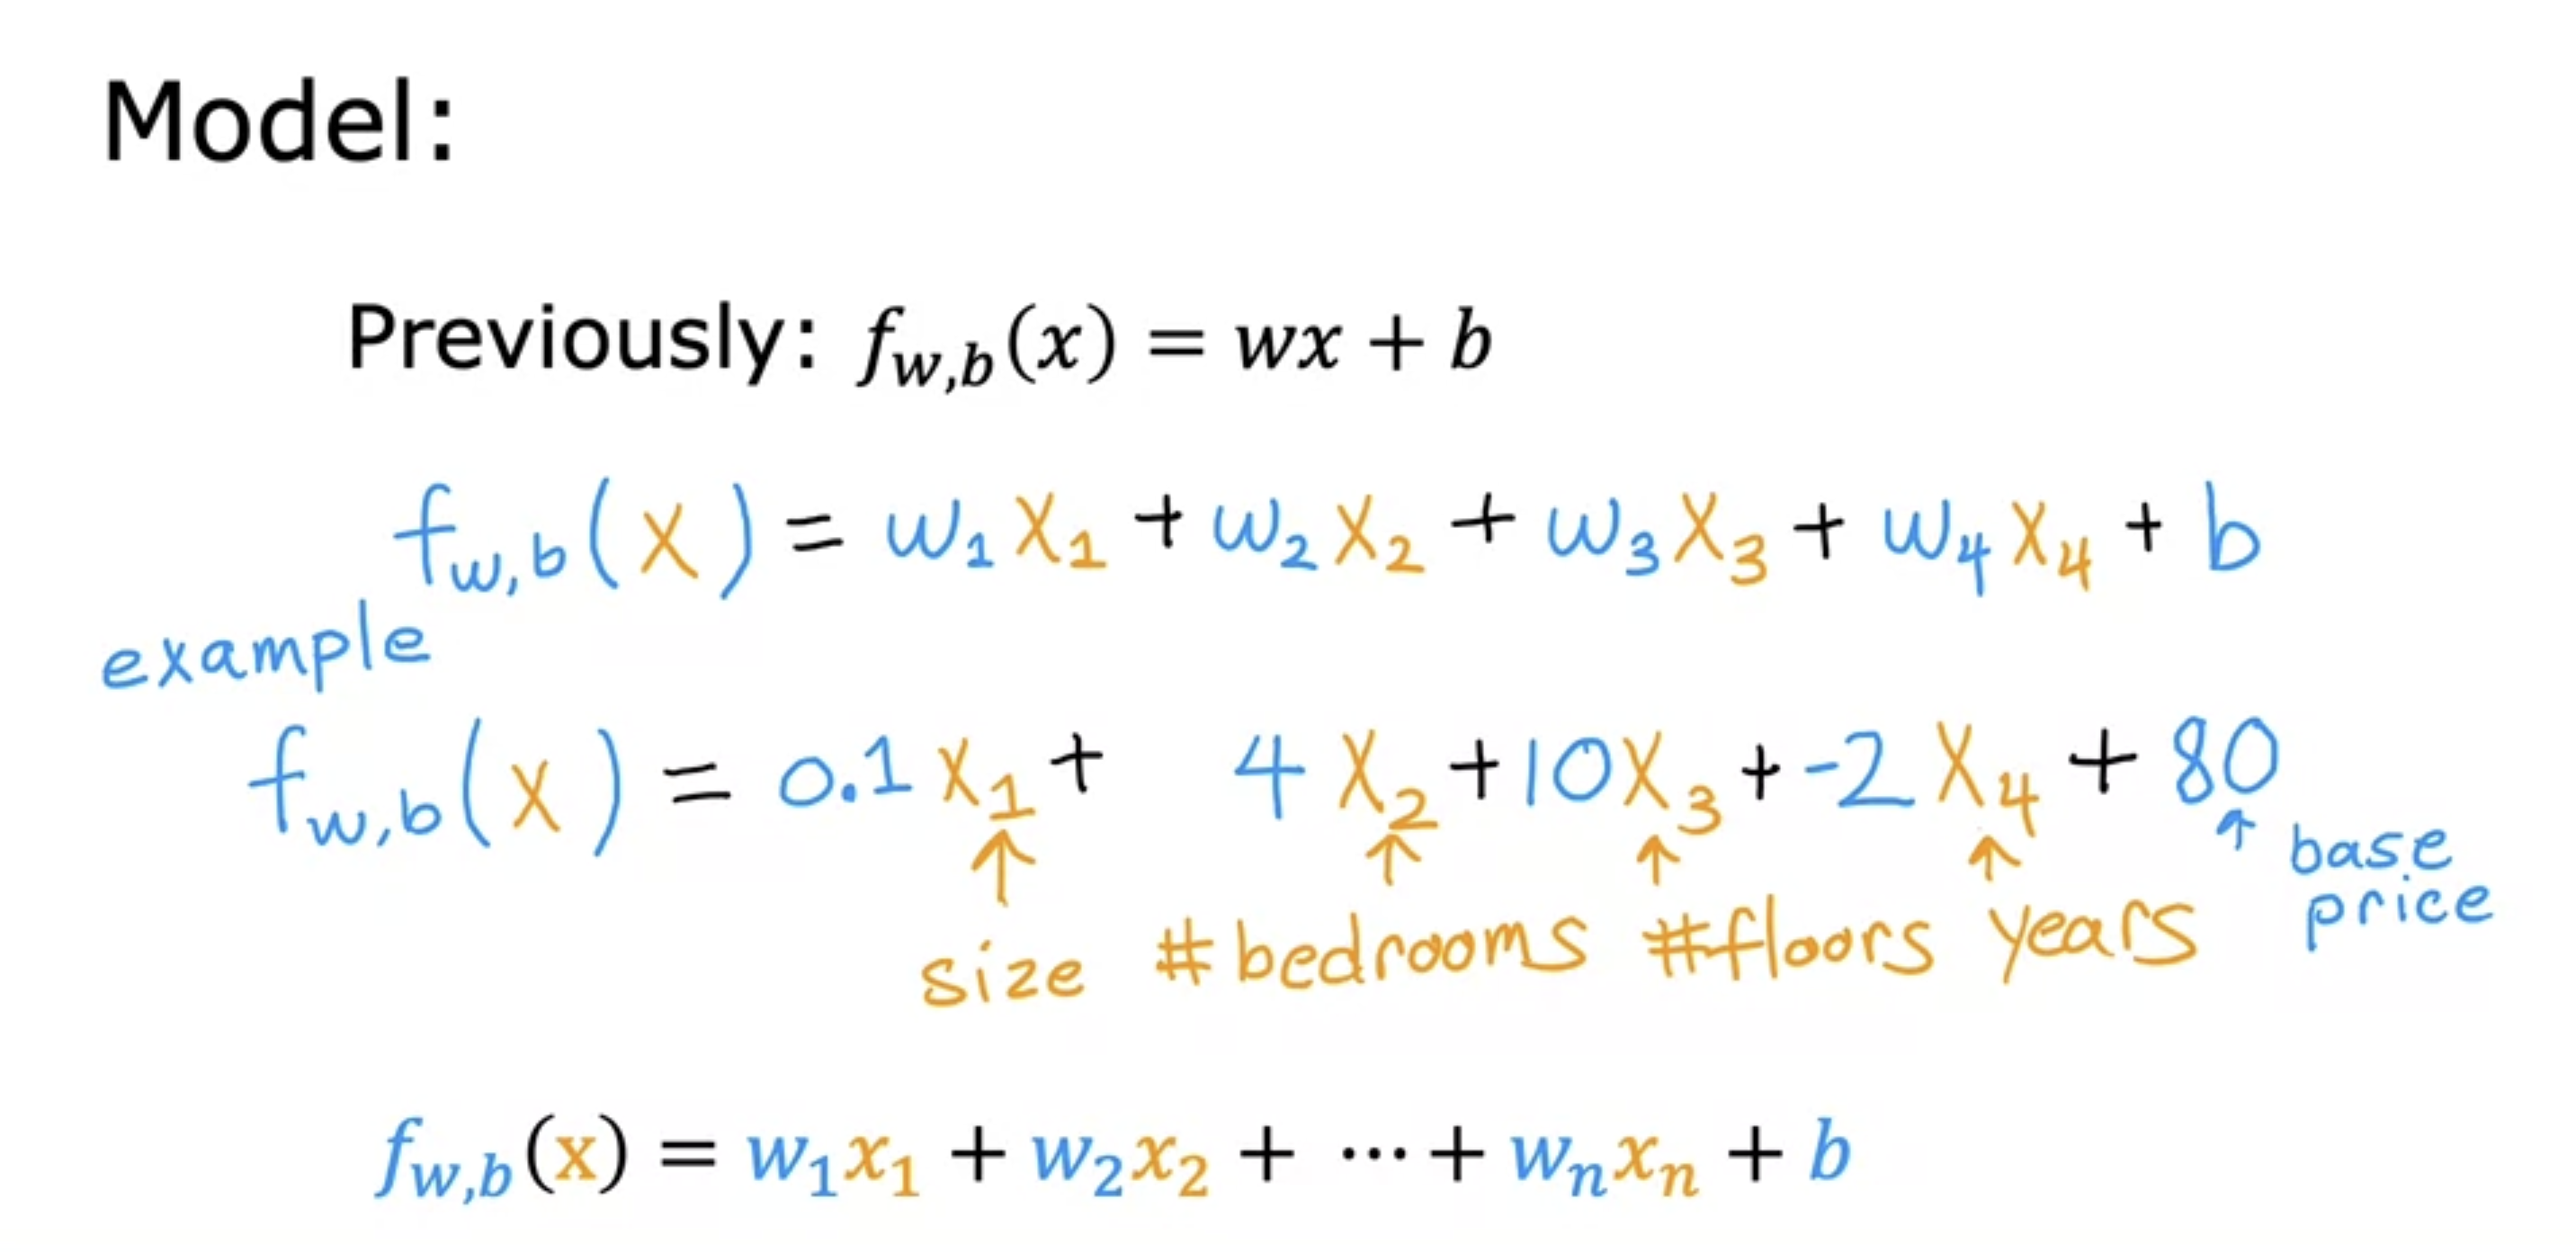 Model:
Previously: f_{w,b}(x) = wx + b
f_{w,b}(x) = w₁x₁ + w₂x₂ + w₃x₃ + w₄x₄ + b
example
f_{w,b}(x) = 0.1x₁ + 4x₂ + 10x₃ + -2x₄ + 80
size #bedrooms #floors years base price
f_{w,b}(x) = w₁x₁ + w₂x₂ + ⋯ + wₙxₙ + b